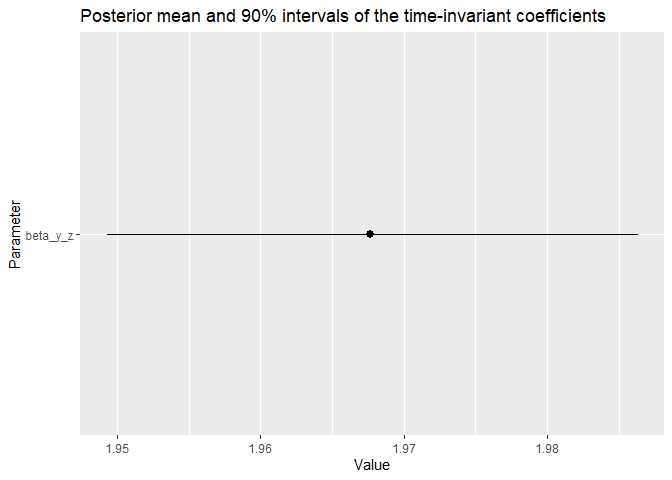 Posterior mean and 90% intervals of the time-invariant coefficients
Parameter
beta_y_z
1.95 1.96 1.97 1.98
Value